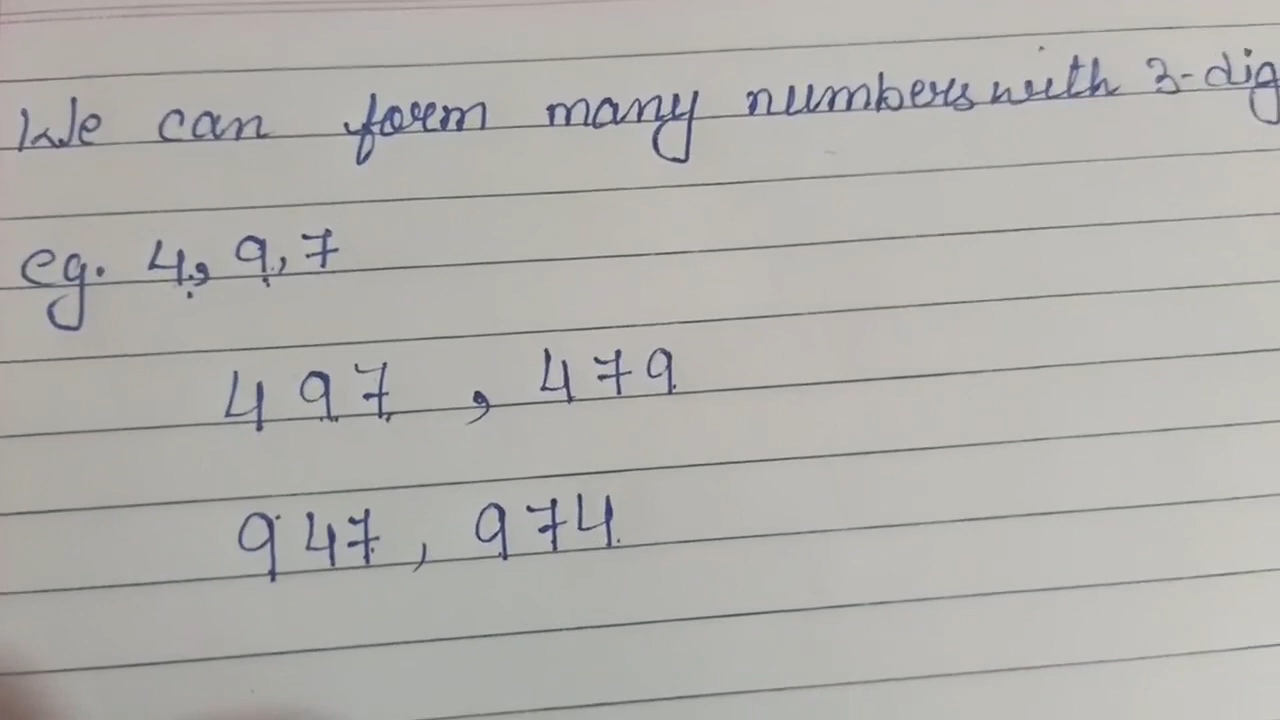 We can form many numbers with 3-dig
eg. 4, 9, 7
497 , 479
947 , 974